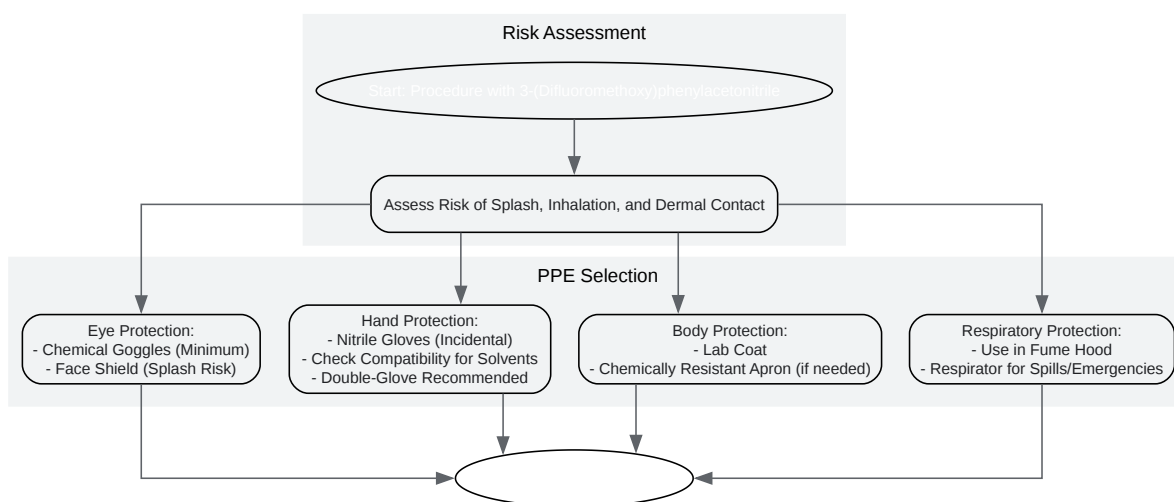 Risk Assessment
Start: Procedure with 3-(Difluoromethoxy)phenylacetonitrile
Assess Risk of Splash, Inhalation, and Dermal Contact
PPE Selection
Eye Protection:
- Chemical Goggles (Minimum)
- Face Shield (Splash Risk)
Hand Protection:
- Nitrile Gloves (Incidental)
- Check Compatibility for Solvents
- Double-Glove Recommended
Body Protection:
- Lab Coat
- Chemically Resistant Apron (if needed)
Respiratory Protection:
- Use in Fume Hood
- Respirator for Spills/Emergencies